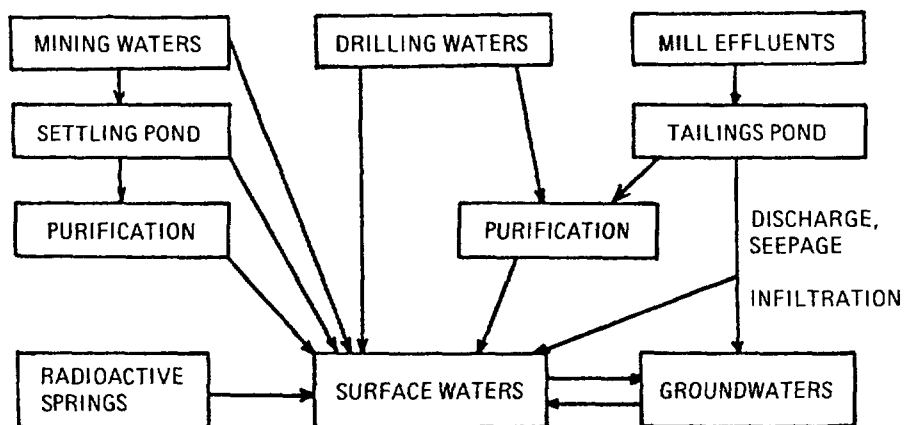 MINING WATERS
DRILLING WATERS
MILL EFFLUENTS
SETTLING POND
TAILINGS POND
PURIFICATION
PURIFICATION
DISCHARGE,
SEEPAGE
INFILTRATION
RADIOACTIVE
SPRINGS
SURFACE WATERS
GROUNDWATERS